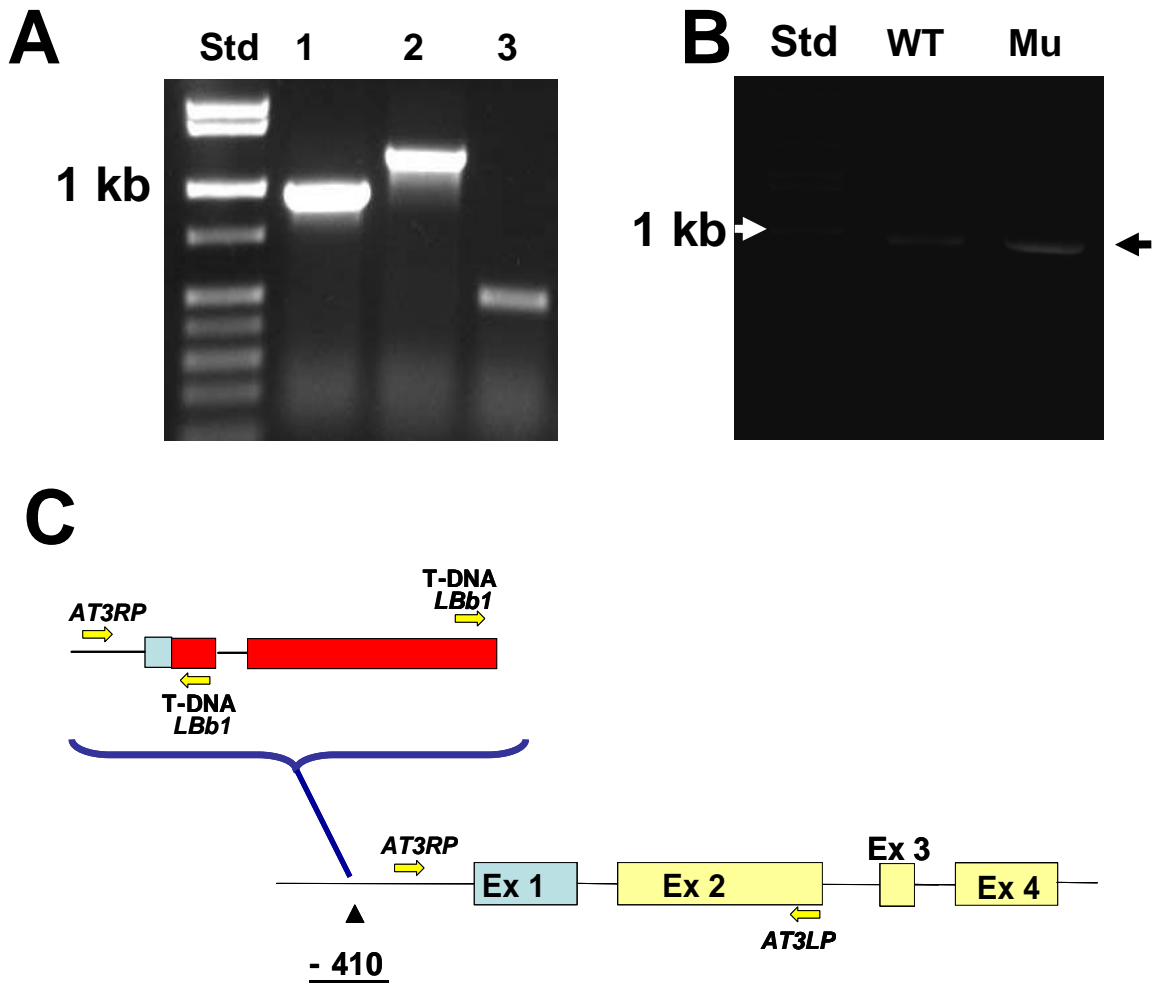 A
Std 1 2 3
1 kb
B
Std WT Mu
1 kb
C
AT3RP
T-DNA
LBb1
T-DNA
LBb1
AT3RP
Ex 1
Ex 2
Ex 3
Ex 4
AT3LP
- 410